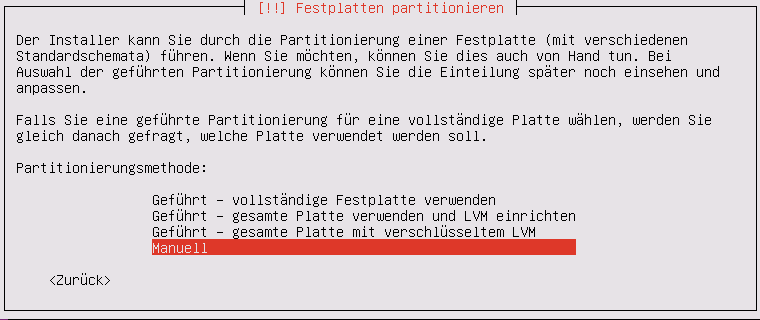 [!!] Festplatten partitionieren
Der Installer kann Sie durch die Partitionierung einer Festplatte (mit verschiedenen
Standardschemata) führen. Wenn Sie möchten, können Sie dies auch von Hand tun. Bei
Auswahl der geführten Partitionierung können Sie die Einteilung später noch einsehen und
anpassen.
Falls Sie eine geführte Partitionierung für eine vollständige Platte wählen, werden Sie
gleich danach gefragt, welche Platte verwendet werden soll.
Partitionierungsmethode:
Geführt - vollständige Festplatte verwenden
Geführt - gesamte Platte verwenden und LVM einrichten
Geführt - gesamte Platte mit verschlüsseltem LVM
Manuell
<Zurück>